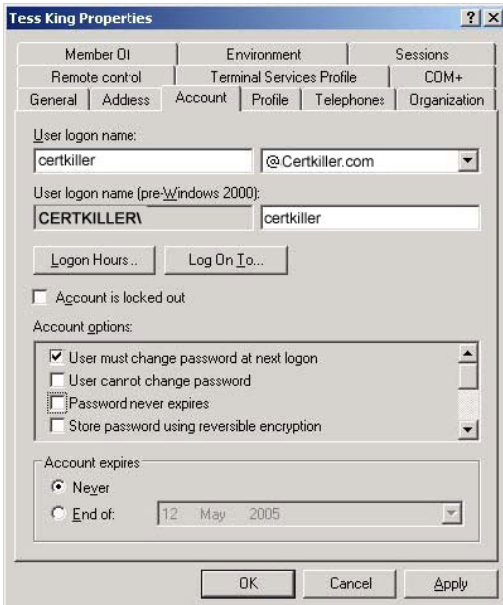 Tess King Properties
Member Of Environment Sessions
Remote control Terminal Services Profile COM+
General Address Account Profile Telephones Organization
User logon name:
certkiller @Certkiller.com
User logon name (pre-Windows 2000):
CERTKILLER\ certkiller
Logon Hours... Log On To...
Account is locked out
Account options:
User must change password at next logon
User cannot change password
Password never expires
Store password using reversible encryption
Account expires
Never
End of: 12 May 2005
OK Cancel Apply